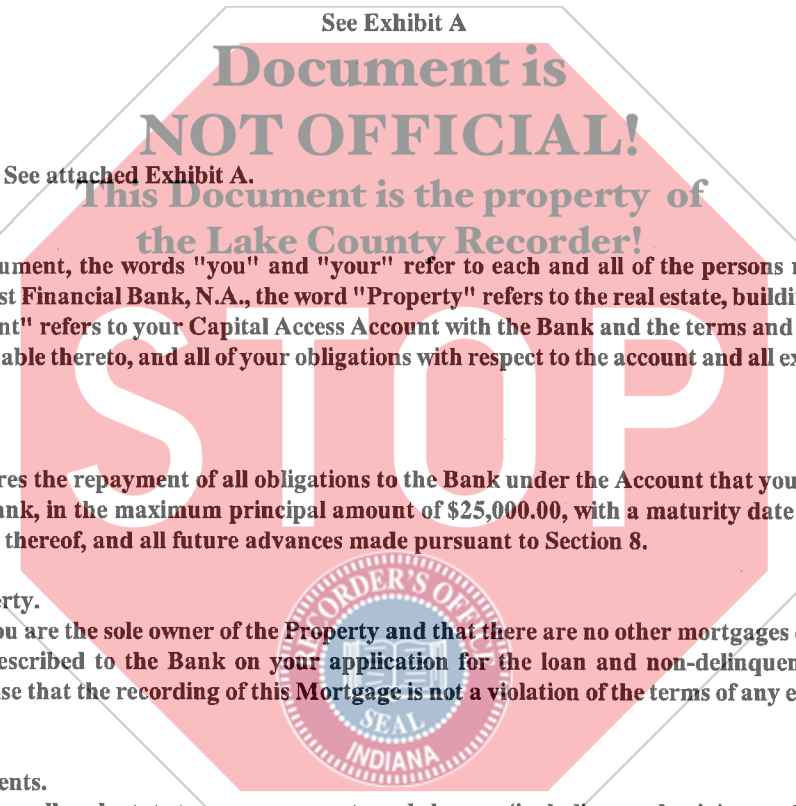 See Exhibit A
Document is
NOT OFFICIAL!
See attached Exhibit A.
This Document is the property of
the Lake County Recorder!
ument, the words "you" and "your" refer to each and all of the persons
st Financial Bank, N.A., the word "Property" refers to the real estate, buildi
nt" refers to your Capital Access Account with the Bank and the terms and
able thereto, and all of your obligations with respect to the account and all ex
STOP
res the repayment of all obligations to the Bank under the Account that you
ank, in the maximum principal amount of $25,000.00, with a maturity date
thereof, and all future advances made pursuant to Section 8.
erty.
ou are the sole owner of the Property and that there are no other mortgages
escribed to the Bank on your application for the loan and non-delinquen
se that the recording of this Mortgage is not a violation of the terms of any e
RECORDER'S OFFICE
SEAL
INDIANA
ents.